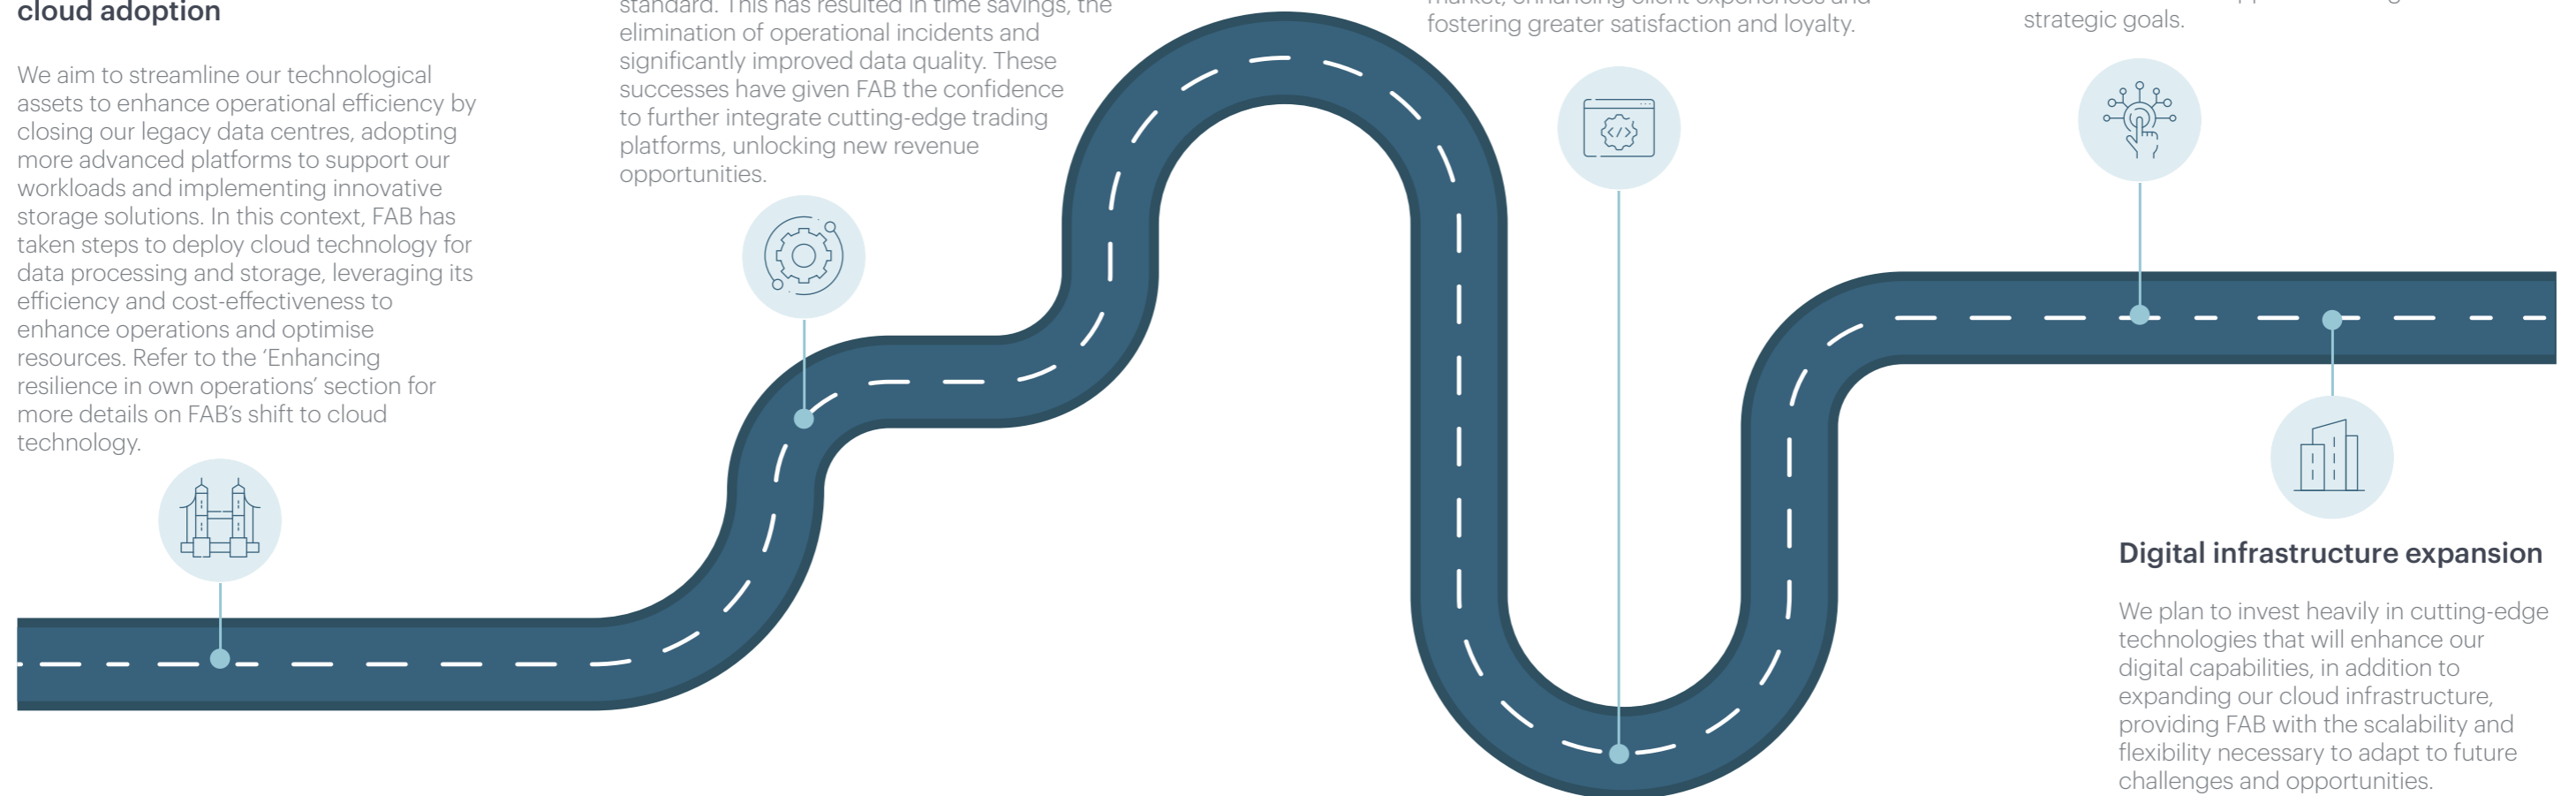 cloud adoption
We aim to streamline our technological
assets to enhance operational efficiency by
closing our legacy data centres, adopting
more advanced platforms to support our
workloads and implementing innovative
storage solutions. In this context, FAB has
taken steps to deploy cloud technology for
data processing and storage, leveraging its
efficiency and cost-effectiveness to
enhance operations and optimise
resources. Refer to the ‘Enhancing
resilience in own operations’ section for
more details on FAB’s shift to cloud
technology.
standard. This has resulted in time savings, the
elimination of operational incidents and
significantly improved data quality. These
successes have given FAB the confidence
to further integrate cutting-edge trading
platforms, unlocking new revenue
opportunities.
market, enhancing client experiences and
fostering greater satisfaction and loyalty.
strategic goals.
Digital infrastructure expansion
We plan to invest heavily in cutting-edge
technologies that will enhance our
digital capabilities, in addition to
expanding our cloud infrastructure,
providing FAB with the scalability and
flexibility necessary to adapt to future
challenges and opportunities.